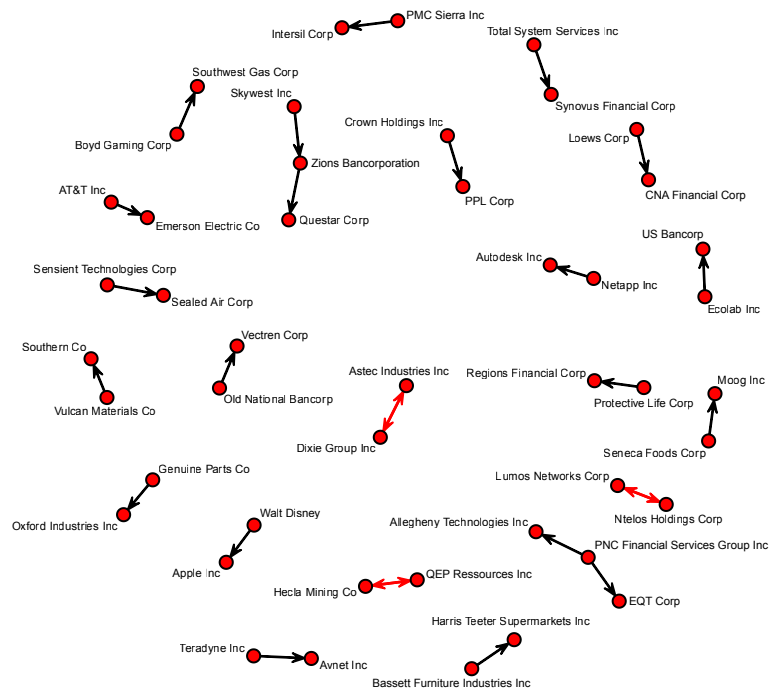 PMC Sierra Inc
Intersil Corp
Total System Services Inc
Southwest Gas Corp
Skywest Inc
Synovus Financial Corp
Crown Holdings Inc
Loews Corp
Boyd Gaming Corp
Zions Bancorporation
AT&T Inc
PPL Corp
CNA Financial Corp
Emerson Electric Co
Questar Corp
US Bancorp
Autodesk Inc
Sensient Technologies Corp
Netapp Inc
Sealed Air Corp
Ecolab Inc
Vectren Corp
Southern Co
Astec Industries Inc
Regions Financial Corp
Moog Inc
Old National Bancorp
Protective Life Corp
Vulcan Materials Co
Dixie Group Inc
Seneca Foods Corp
Genuine Parts Co
Lumos Networks Corp
Walt Disney
Ntelos Holdings Corp
Oxford Industries Inc
Allegheny Technologies Inc
PNC Financial Services Group Inc
Apple Inc
QEP Ressources Inc
Hecla Mining Co
EQT Corp
Harris Teeter Supermarkets Inc
Teradyne Inc
Avnet Inc
Bassett Furniture Industries Inc